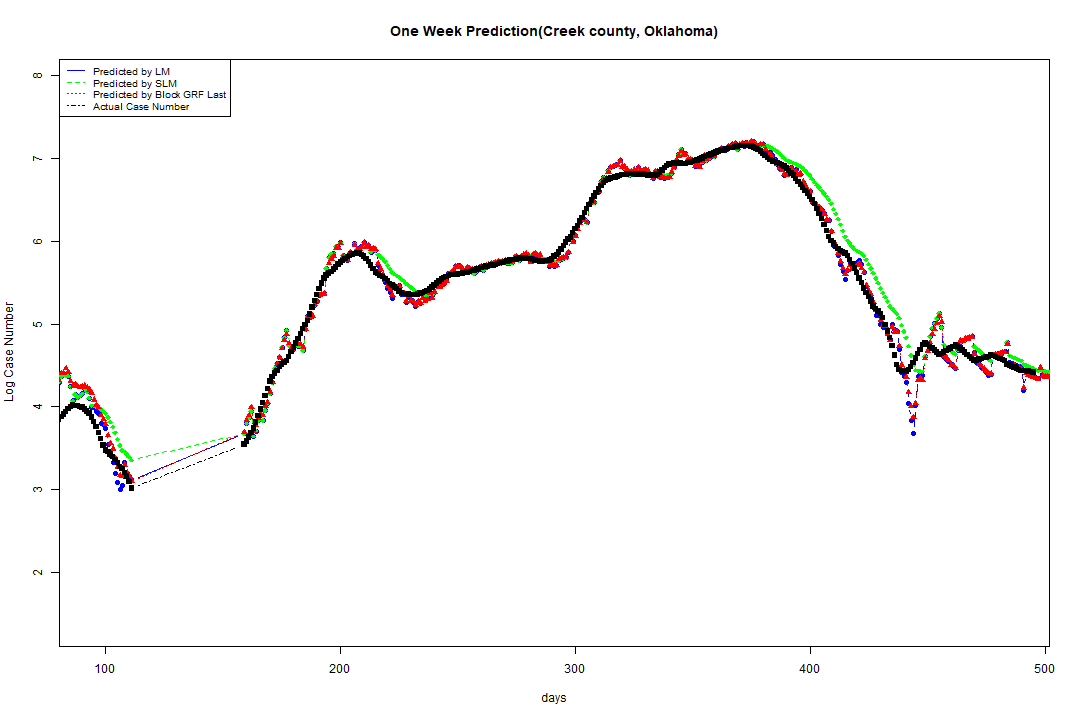 One Week Prediction(Creek county, Oklahoma)
Predicted by LM
Predicted by SLM
Predicted by Block GRF Last
Actual Case Number
8
7
6
5
4
3
2
Log Case Number
100 200 300 400 500
days